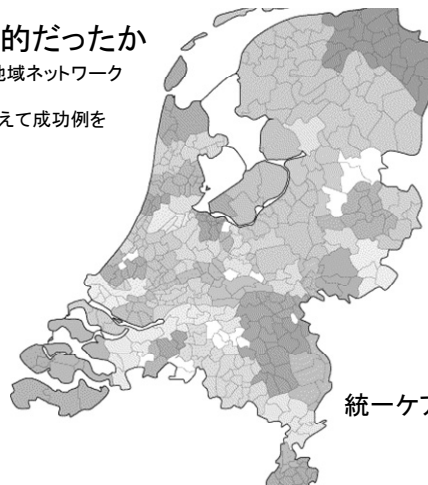 的だったか
地域ネットワーク
えて成功例を
統一ケア